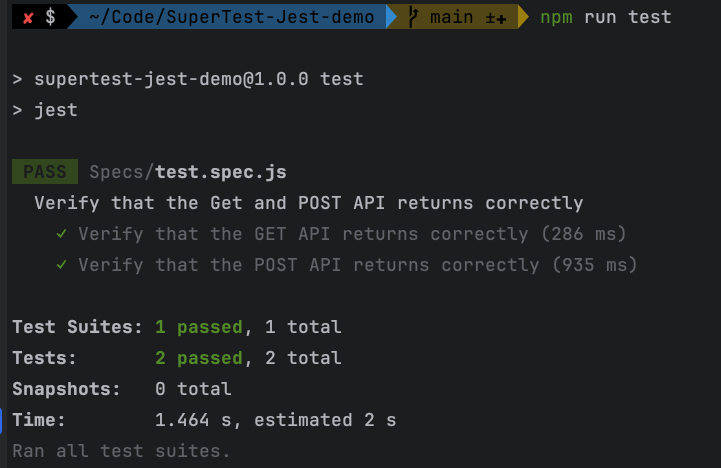 ✘ $ ~/Code/SuperTest-Jest-demo main ±✚ npm run test
> supertest-jest-demo@1.0.0 test
> jest
PASS Specs/test.spec.js
Verify that the Get and POST API returns correctly
✓ Verify that the GET API returns correctly (286 ms)
✓ Verify that the POST API returns correctly (935 ms)
Test Suites: 1 passed, 1 total
Tests: 2 passed, 2 total
Snapshots: 0 total
Time: 1.464 s, estimated 2 s
Ran all test suites.